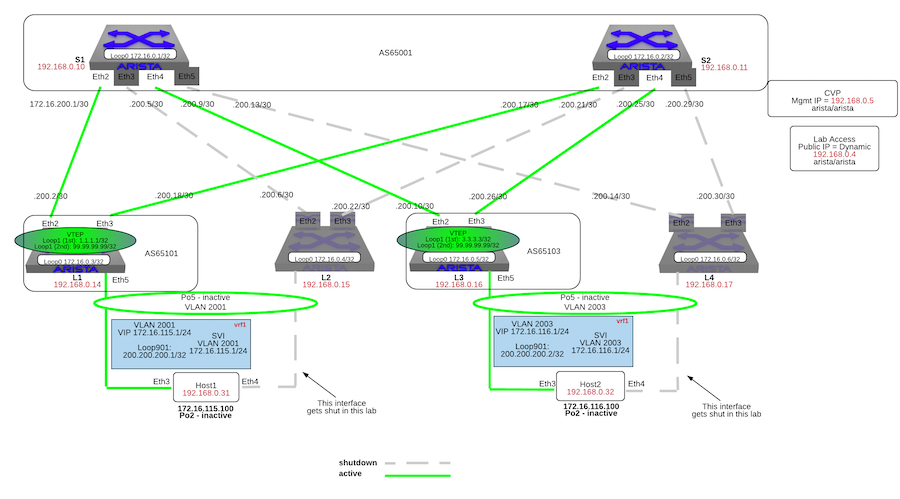 AS65001
S1
192.168.0.10
Loop0 172.16.0.1/32
ARISTA
Eth2
Eth3
Eth4
Eth5
S2
192.168.0.11
Loop0 172.16.0.2/32
ARISTA
Eth2
Eth3
Eth4
Eth5
CVP
Mgmt IP = 192.168.0.5
arista/arista
Lab Access
Public IP = Dynamic
192.168.0.4
arista/arista
172.16.200.1/30
.200.5/30
.200.9/30
.200.13/30
.200.17/30
.200.21/30
.200.25/30
.200.29/30
.200.2/30
.200.18/30
.200.6/30
.200.22/30
.200.10/30
.200.26/30
.200.14/30
.200.30/30
Eth2
Eth3
VTEP
Loop1 (1st): 1.1.1.1/32
Loop1 (2nd): 99.99.99.99/32
Loop0 172.16.0.3/32
ARISTA
AS65101
L1
192.168.0.14
Eth5
Eth2
Eth3
Loop0 172.16.0.4/32
ARISTA
L2
192.168.0.15
Eth2
Eth3
VTEP
Loop1 (1st): 3.3.3.3/32
Loop1 (2nd): 99.99.99.99/32
Loop0 172.16.0.5/32
ARISTA
AS65103
L3
192.168.0.16
Eth5
Eth2
Eth3
Loop0 172.16.0.6/32
ARISTA
L4
192.168.0.17
Po5 - inactive
VLAN 2001
Po5 - inactive
VLAN 2003
VLAN 2001
VIP 172.16.115.1/24
Loop901:
200.200.200.1/32
vrf1
SVI
VLAN 2001
172.16.115.1/24
VLAN 2003
VIP 172.16.116.1/24
Loop901:
200.200.200.2/32
vrf1
SVI
VLAN 2003
172.16.116.1/24
Eth3
Host1
192.168.0.31
Eth4
172.16.115.100
Po2 - inactive
This interface
gets shut in this lab
Eth3
Host2
192.168.0.32
Eth4
172.16.116.100
Po2 - inactive
This interface
gets shut in this lab
shutdown
active